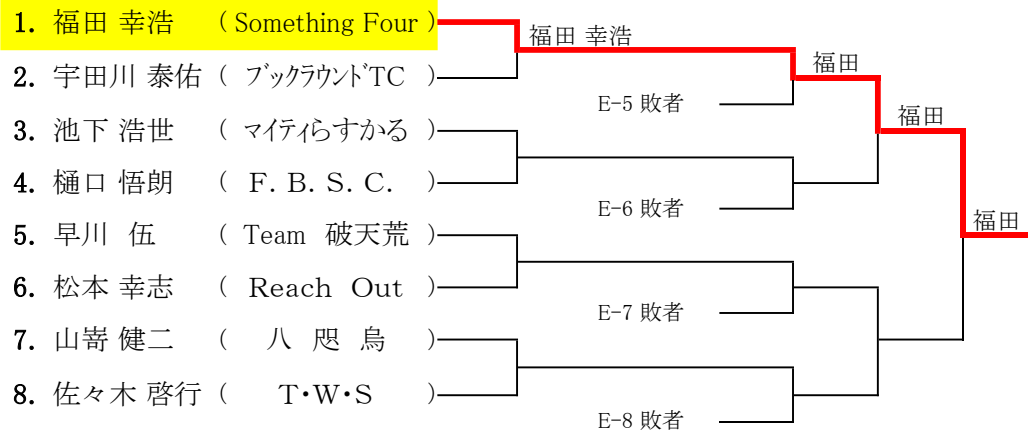 1. 福田 幸浩 ( Something Four )
福田 幸浩
2. 宇田川 泰佑 ( ブックラウンドTC )
福田
E-5 敗者
福田
3. 池下 浩世 ( マイティらすかる )
4. 樋口 悟朗 ( F. B. S. C. )
E-6 敗者
福田
5. 早川 伍 ( Team 破天荒 )
6. 松本 幸志 ( Reach Out )
E-7 敗者
7. 山嵜 健二 ( 八 咫 烏 )
8. 佐々木 啓行 ( T・W・S )
E-8 敗者